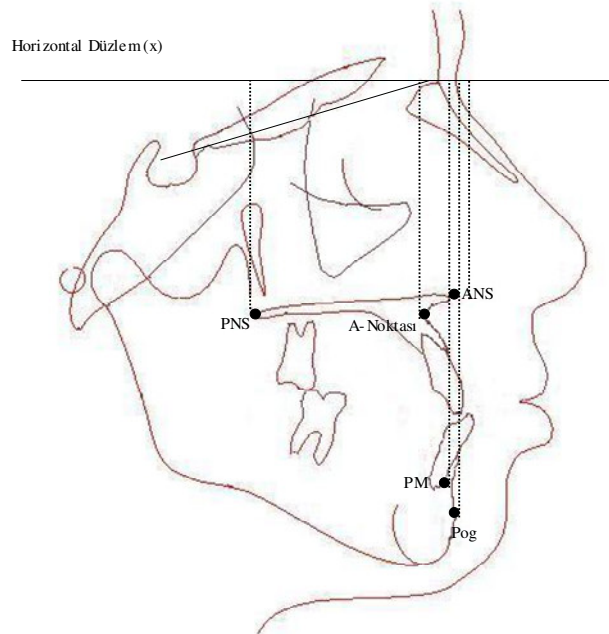 Horizontal Düzlem (x)
ANS
PNS
A-Noktası
PM
Pog